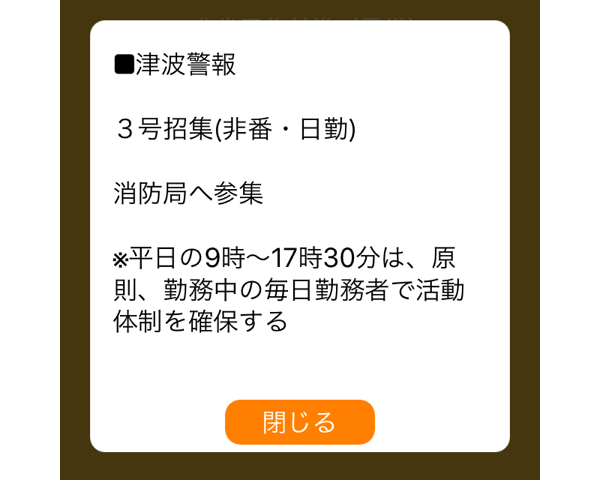 ■津波警報
３号招集(非番・日勤)
消防局へ参集
※平日の9時〜17時30分は、原
則、勤務中の毎日勤務者で活動
体制を確保する
閉じる